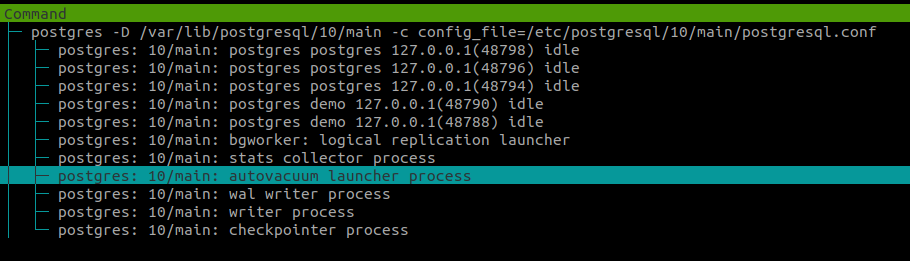 Command
postgres -D /var/lib/postgresql/10/main -c config_file=/etc/postgresql/10/main/postgresql.conf
postgres: 10/main: postgres postgres 127.0.0.1(48798) idle
postgres: 10/main: postgres postgres 127.0.0.1(48796) idle
postgres: 10/main: postgres postgres 127.0.0.1(48794) idle
postgres: 10/main: postgres demo 127.0.0.1(48790) idle
postgres: 10/main: postgres demo 127.0.0.1(48788) idle
postgres: 10/main: bgworker: logical replication launcher
postgres: 10/main: stats collector process
postgres: 10/main: autovacuum launcher process
postgres: 10/main: wal writer process
postgres: 10/main: writer process
postgres: 10/main: checkpointer process